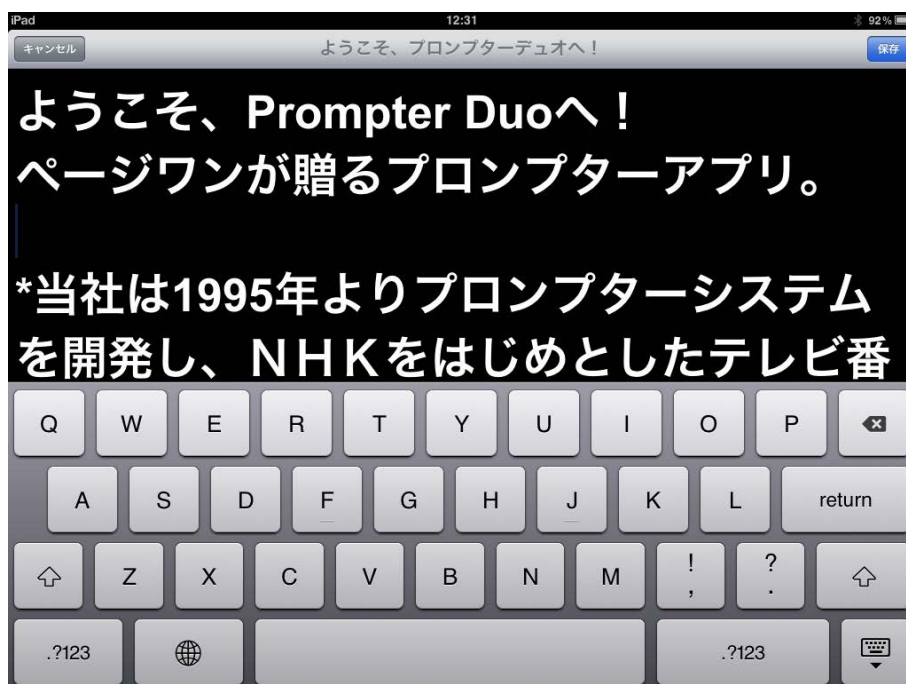 iPad 12:31 92%
キャンセル ようこそ、プロンプターデュオへ! 保存
ようこそ、Prompter Duoへ!
ページワンが贈るプロンプターアプリ。
*当社は1995年よりプロンプターシステム
を開発し、NHKをはじめとしたテレビ番
Q W E R T Y U I O P
A S D F G H J K L return
Z X C V B N M ! , ? .
.?123 .?123